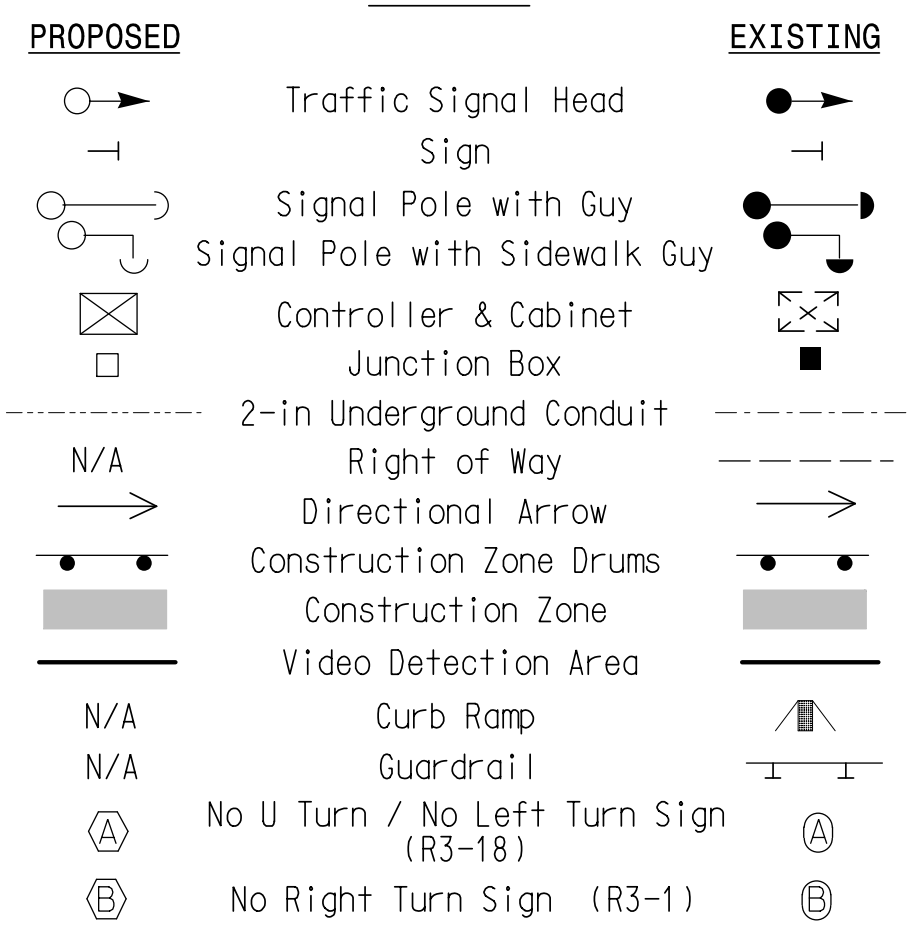 PROPOSED EXISTING
Traffic Signal Head
Sign
Signal Pole with Guy
Signal Pole with Sidewalk Guy
Controller & Cabinet
Junction Box
2-in Underground Conduit
N/A Right of Way
Directional Arrow
Construction Zone Drums
Construction Zone
Video Detection Area
N/A Curb Ramp
N/A Guardrail
A No U Turn / No Left Turn Sign A
(R3-18)
B No Right Turn Sign (R3-1) B